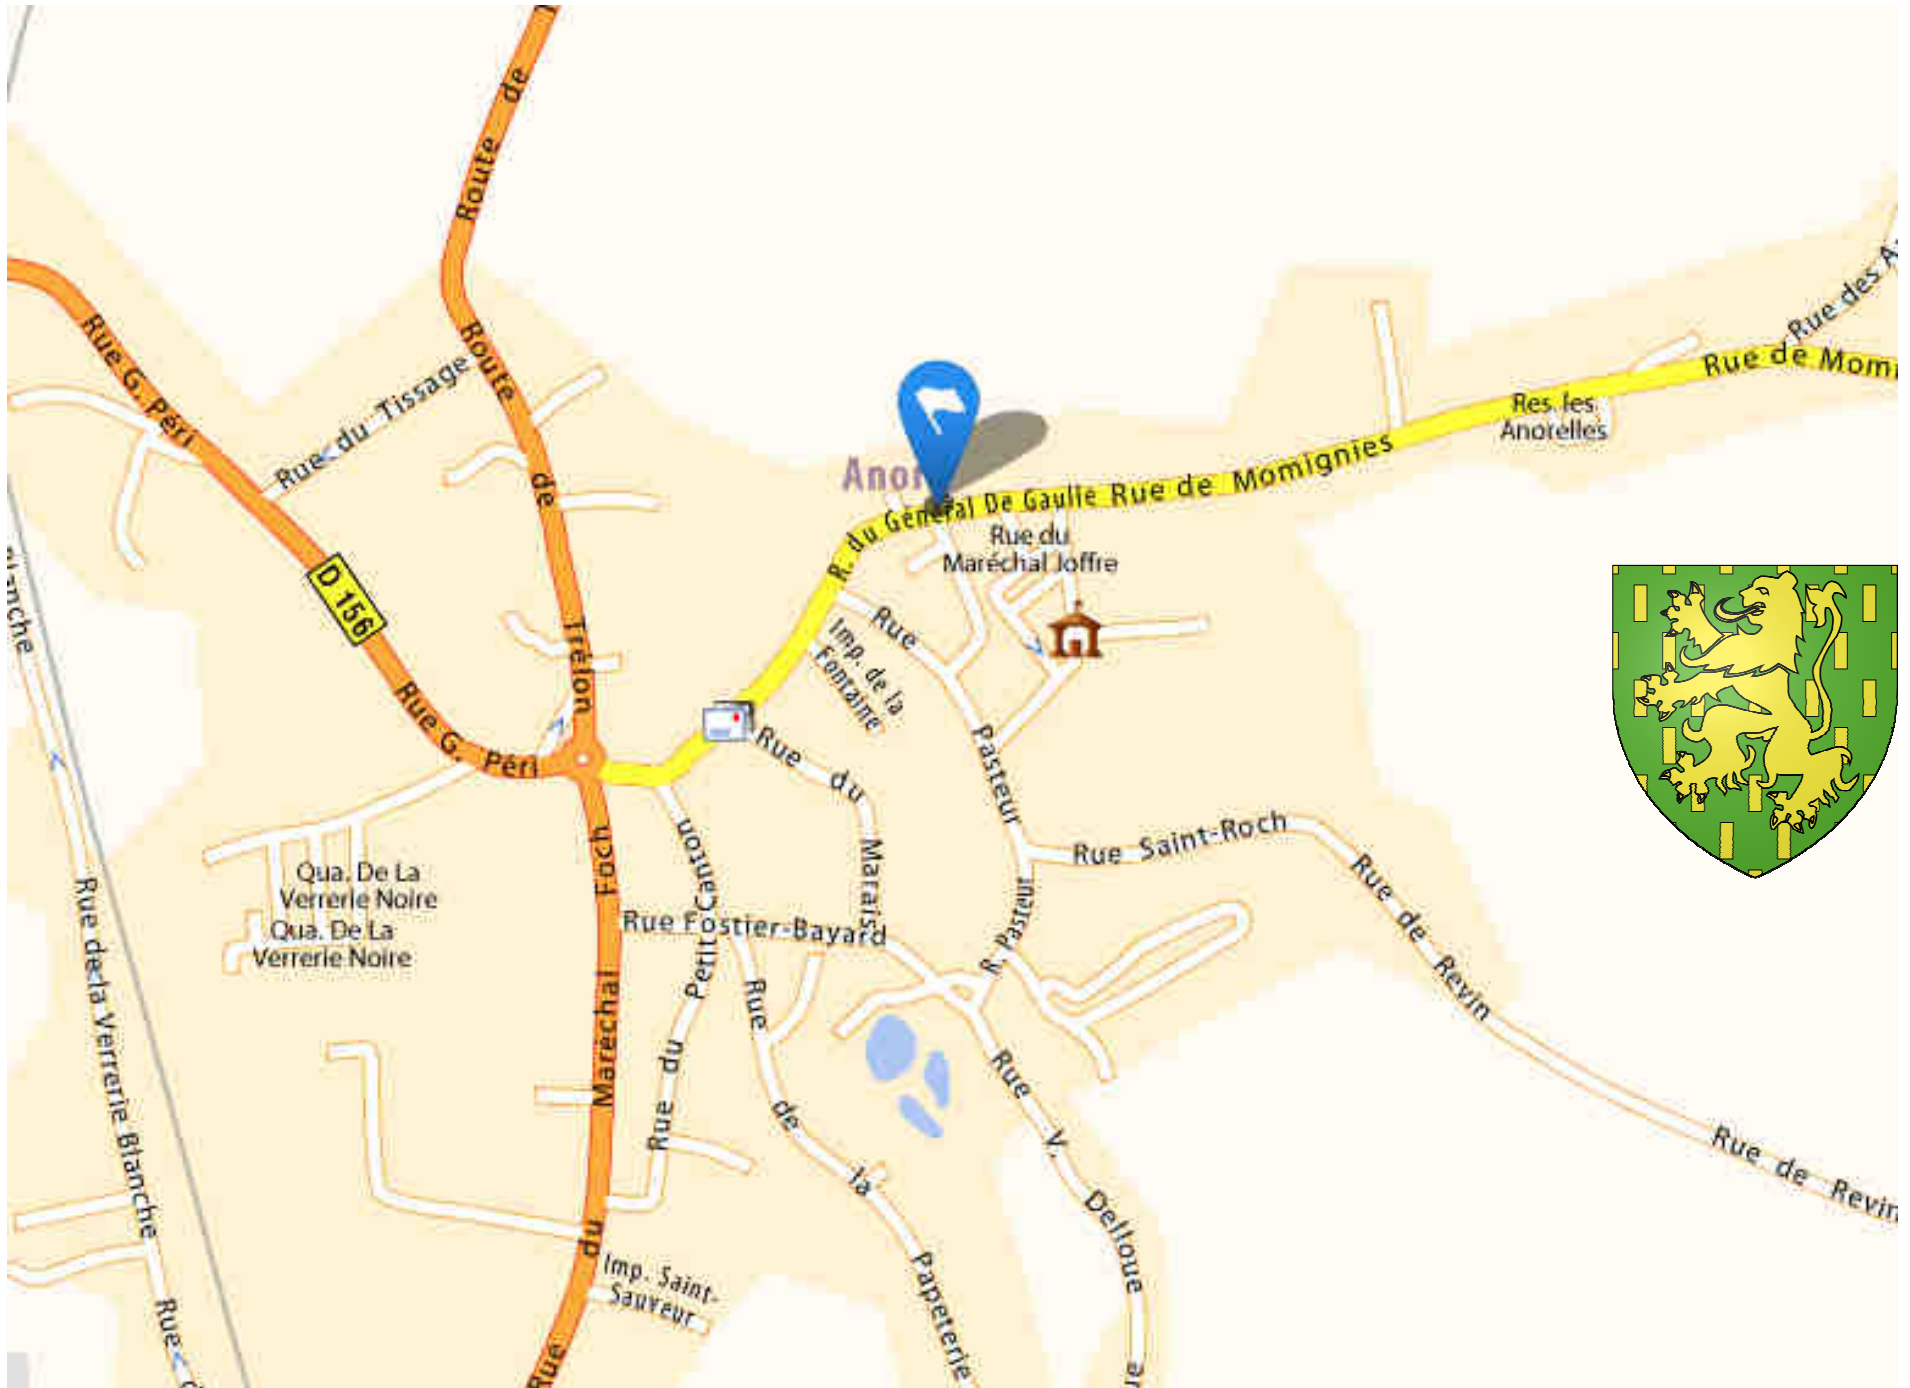 Route de
Rue G. Péri
Route
de
Trélon
Rue du Tissage
D 156
Rue G. Péri
Anor
R. du Général De Gaulle
Rue de Momignies
Res. les
Anorelles
Rue de Momi
Rue des A
Rue du
Maréchal Joffre
Rue
Pasteur
Imp. de la
Fontaine
Rue du
Marais
Rue Saint-Roch
Rue de Revin
Rue de Revin
R. Pasteur
Foch
Maréchal
du
Rue
Qua. De La
Verrerie Noire
Qua. De La
Verrerie Noire
Rue Fostier-Bayard
Rue du Petit Canton
Rue de la Papeterie
Rue V. Delloue
Blanche
Rue de la Verrerie Blanche
Rue
Imp. Saint-
Sauveur